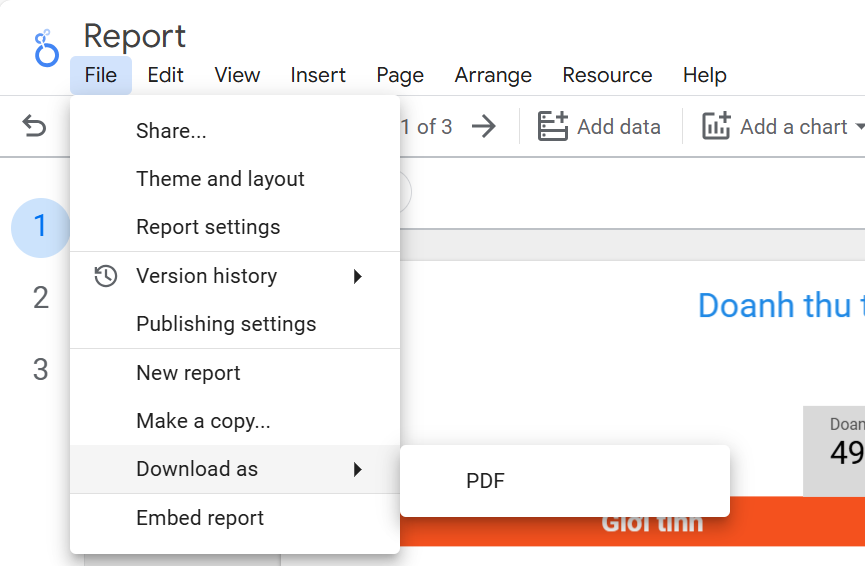 Report
File Edit View Insert Page Arrange Resource Help
1 of 3 Add data Add a chart
Share...
Theme and layout
Report settings
Version history
Publishing settings
New report
Make a copy...
Download as
PDF
Embed report
1
2
3
Doanh thu
49
Giới tính